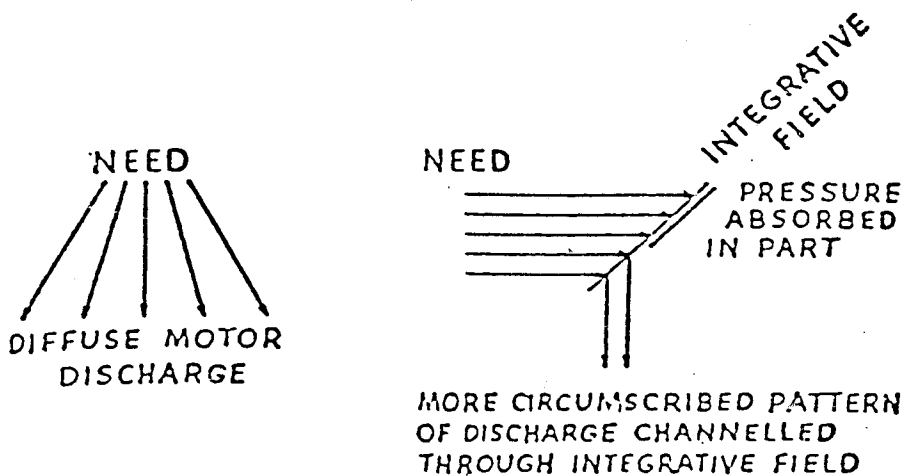 NEED
DIFFUSE MOTOR
DISCHARGE
NEED
INTEGRATIVE
FIELD
PRESSURE
ABSORBED
IN PART
MORE CIRCUMSCRIBED PATTERN
OF DISCHARGE CHANNELLED
THROUGH INTEGRATIVE FIELD